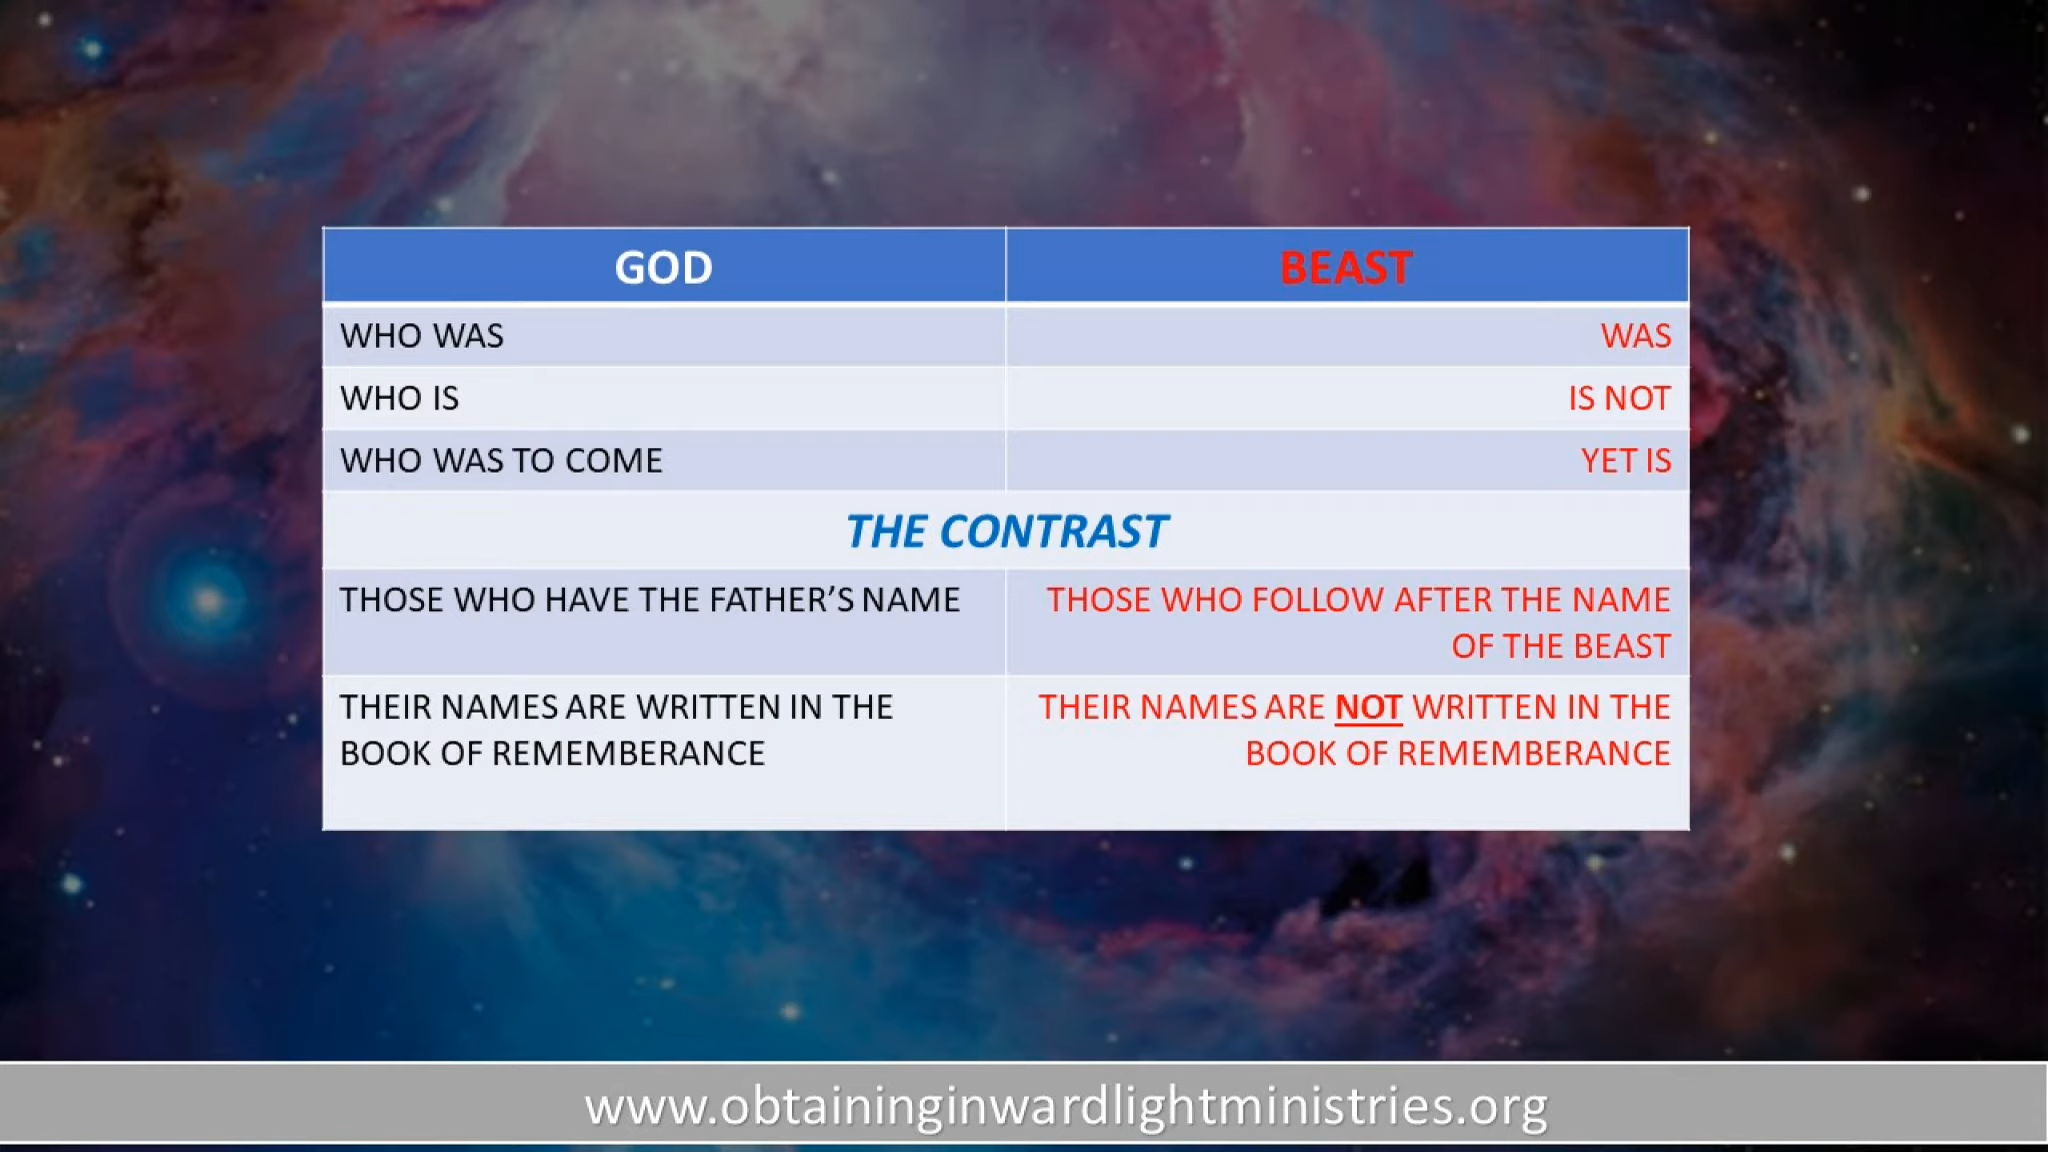 GOD BEAST
WHO WAS WAS
WHO IS IS NOT
WHO WAS TO COME YET IS
THE CONTRAST
THOSE WHO HAVE THE FATHER’S NAME
THOSE WHO FOLLOW AFTER THE NAME
OF THE BEAST
THEIR NAMES ARE WRITTEN IN THE
BOOK OF REMEMBERANCE
THEIR NAMES ARE NOT WRITTEN IN THE
BOOK OF REMEMBERANCE
www.obtaininginwardlightministries.org